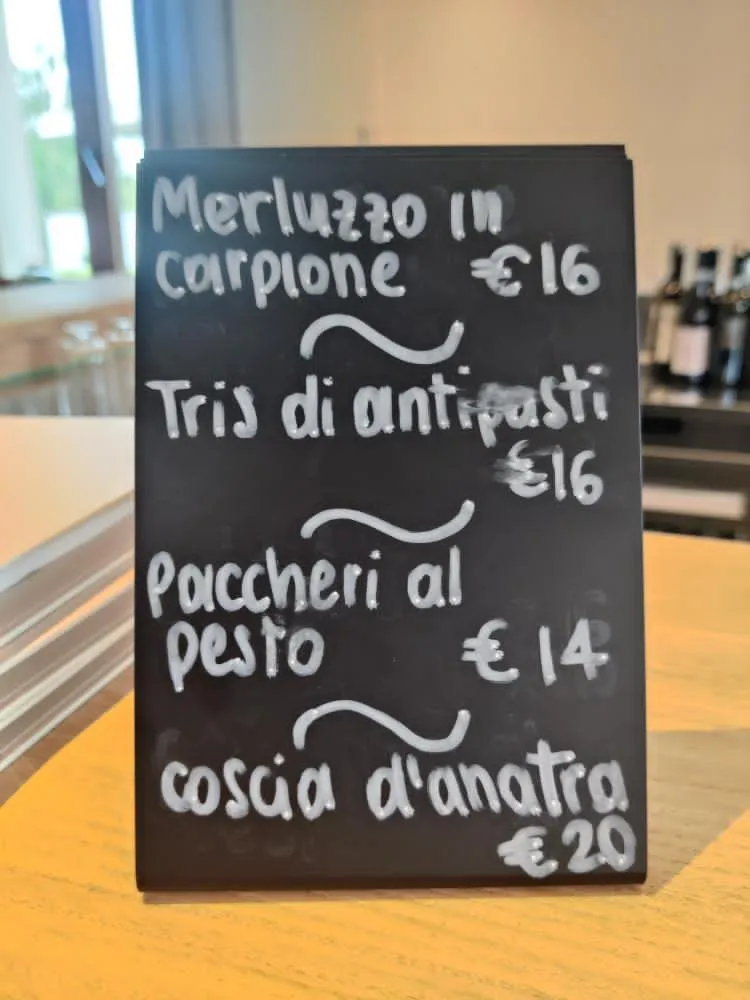 Merluzzo in
carpione €16
Tris di antipasti
€16
Paccheri al
pesto € 14
coscia d'anatra
€20